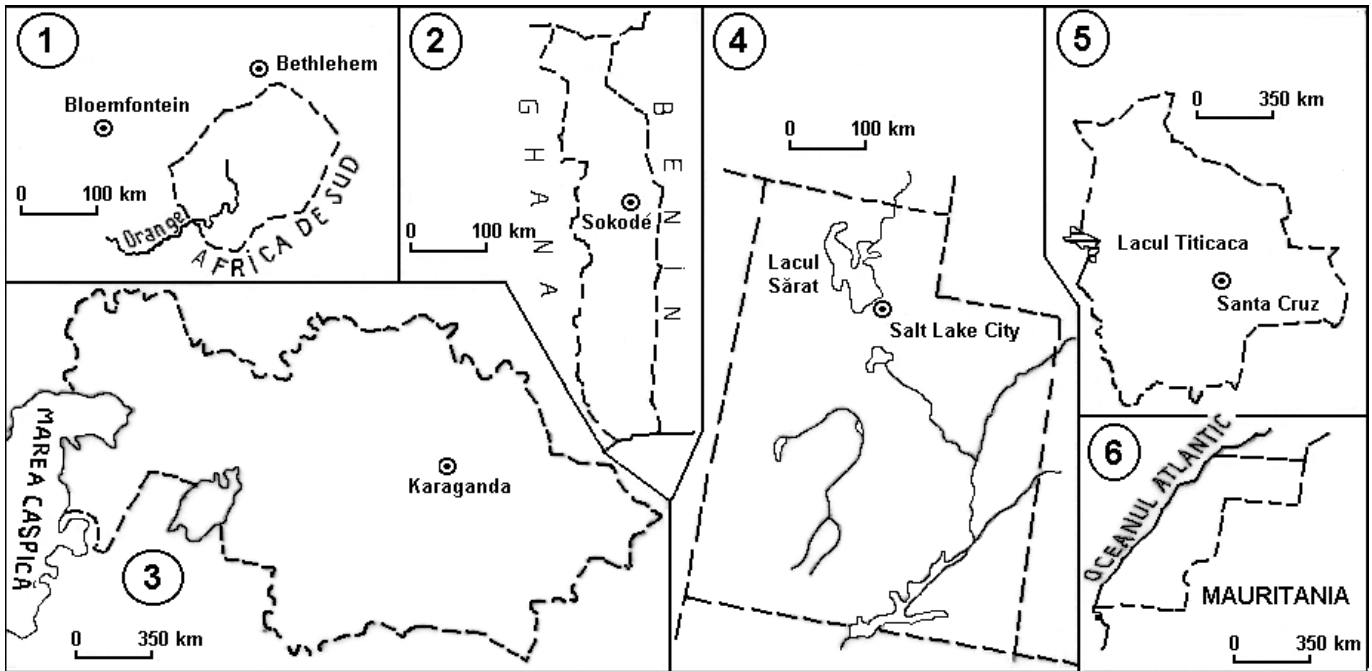 1
Bethlehem
Bloemfontein
0 100 km
Orange
AFRICA DE SUD
2
GHANA
BENIN
Sokodé
0 100 km
3
MAREA CASPICA
Karaganda
0 350 km
4
0 100 km
Lacul
Sărat
Salt Lake City
5
0 350 km
Lacul Titicaca
Santa Cruz
6
OCEANUL ATLANTIC
MAURITANIA
0 350 km